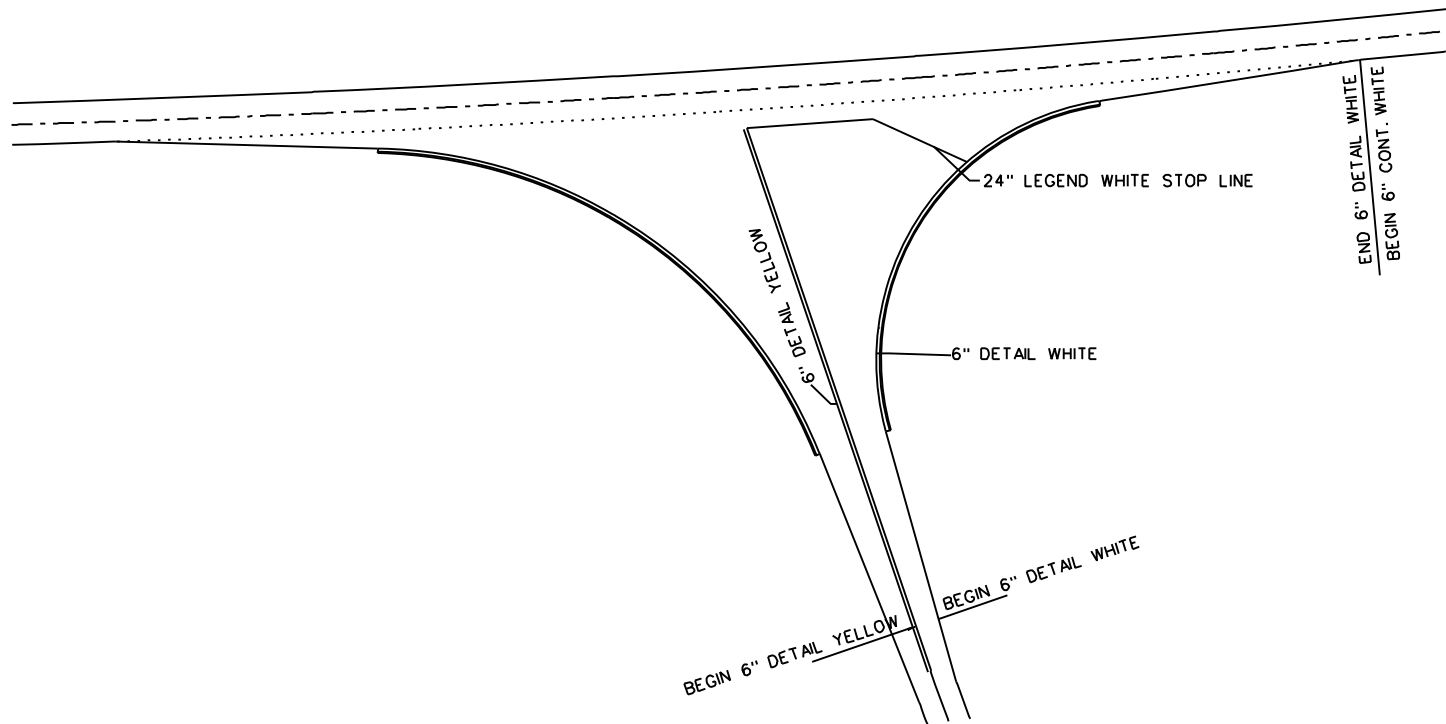 END 6" DETAIL WHITE
BEGIN 6" CONT. WHITE
24" LEGEND WHITE STOP LINE
6" DETAIL YELLOW
6" DETAIL WHITE
BEGIN 6" DETAIL WHITE
BEGIN 6" DETAIL YELLOW